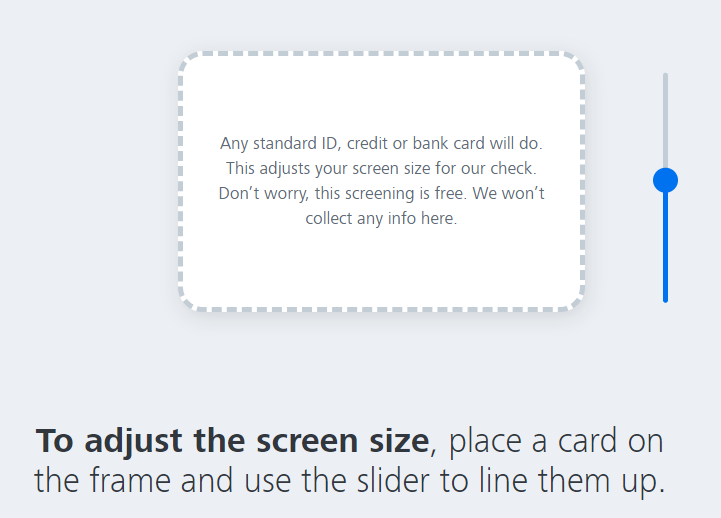 Any standard ID, credit or bank card will do.
This adjusts your screen size for our check.
Don’t worry, this screening is free. We won’t
collect any info here.
To adjust the screen size, place a card on
the frame and use the slider to line them up.